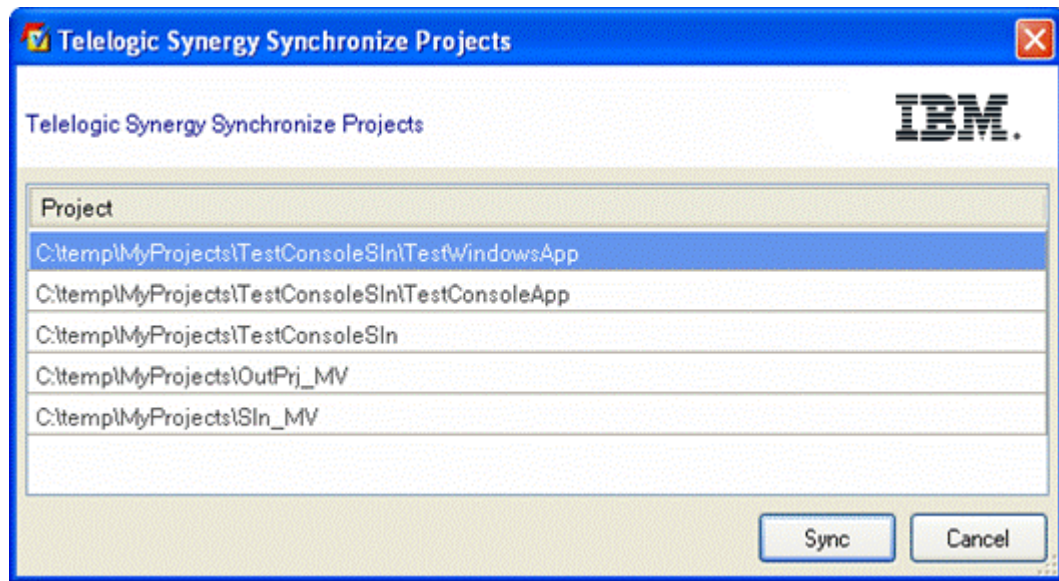 Telelogic Synergy Synchronize Projects
Telelogic Synergy Synchronize Projects
IBM.
Project
C:\temp\MyProjects\TestConsoleSln\TestWindowsApp
C:\temp\MyProjects\TestConsoleSln\TestConsoleApp
C:\temp\MyProjects\TestConsoleSln
C:\temp\MyProjects\OutPrj_MV
C:\temp\MyProjects\Sln_MV
Sync
Cancel